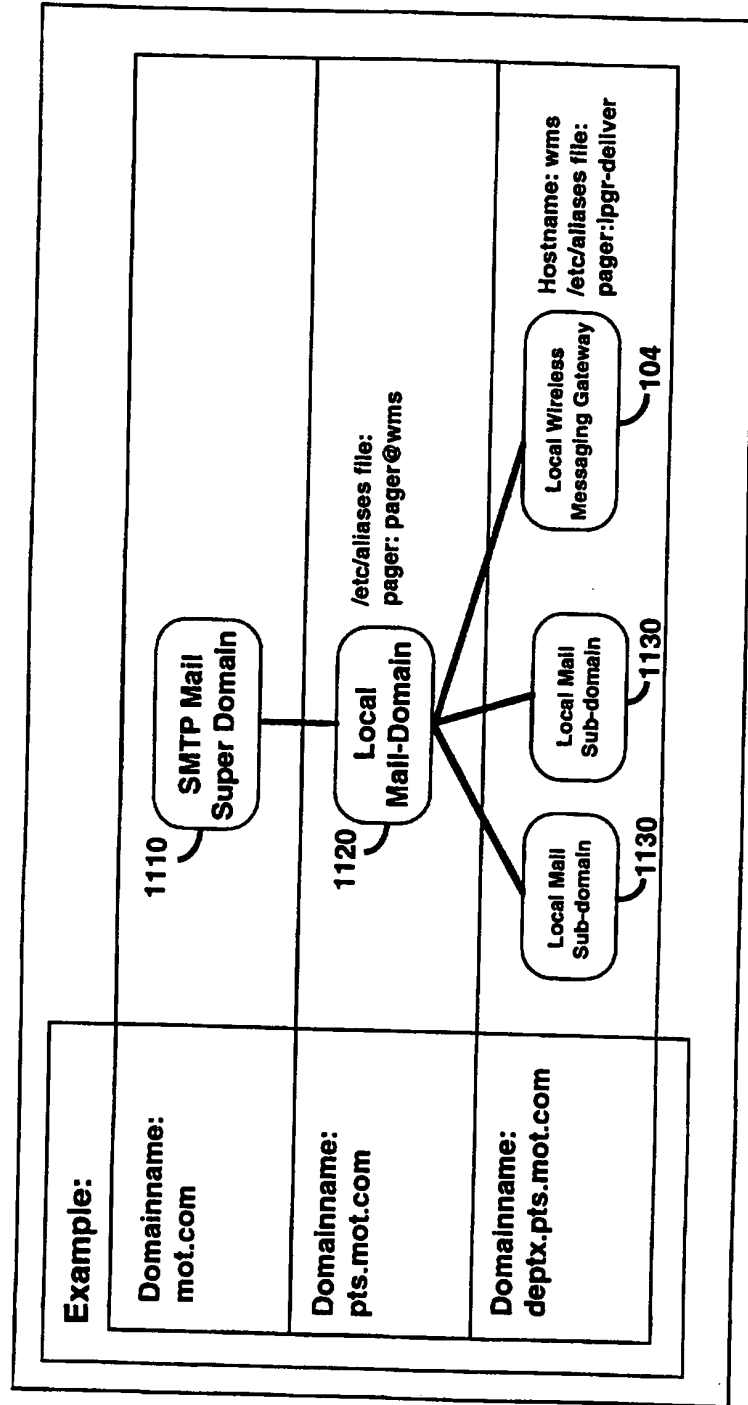 Example:
Domainname:
mot.com
1110
SMTP Mail
Super Domain
Domainname:
pts.mot.com
1120
Local
Mail-Domain
/etc/aliases file:
pager: pager@wms
Domainname:
deptx.pts.mot.com
Local Mail
Sub-domain
1130
Local Mail
Sub-domain
1130
Local Wireless
Messaging Gateway
104
Hostname: wms
/etc/aliases file:
pager:lpgr-deliver